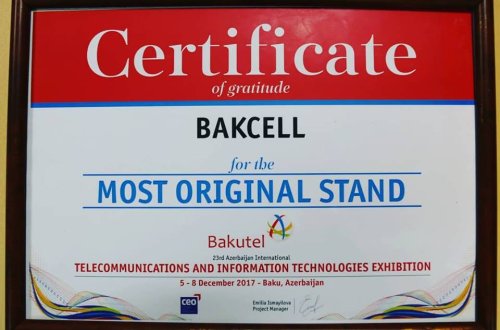 Certificate
of gratitude
BAKCELL
for the
MOST ORIGINAL STAND
Bakutel
23rd Azerbaijan International
TELECOMMUNICATIONS AND INFORMATION TECHNOLOGIES EXHIBITION
5 - 8 December 2017 - Baku, Azerbaijan
ceo
Emilia Ismayilova
Project Manager